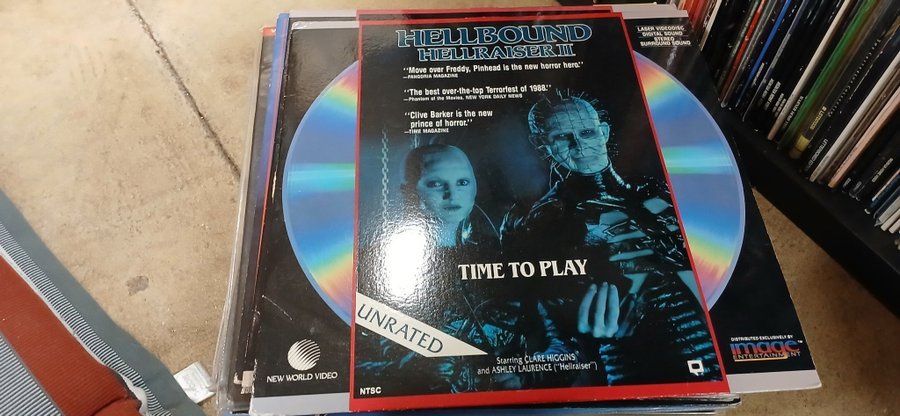 HELLBOUND
HELLRAISER II
"Move over Freddy, Pinhead is the new horror hero."
—FANGORIA MAGAZINE
"The best over-the-top Terrorfest of 1988."
—Phantom of the Movies, NEW YORK DAILY NEWS
"Clive Barker is the new
prince of horror."
—TIME MAGAZINE
LASER VIDEODISC
DIGITAL SOUND
STEREO
SURROUND SOUND
TIME TO PLAY
UNRATED
Starring CLARE HIGGINS
and ASHLEY LAURENCE ("Hellraiser")
NTSC
NEW WORLD VIDEO
DISTRIBUTED EXCLUSIVELY BY
image
ENTERTAINMENT